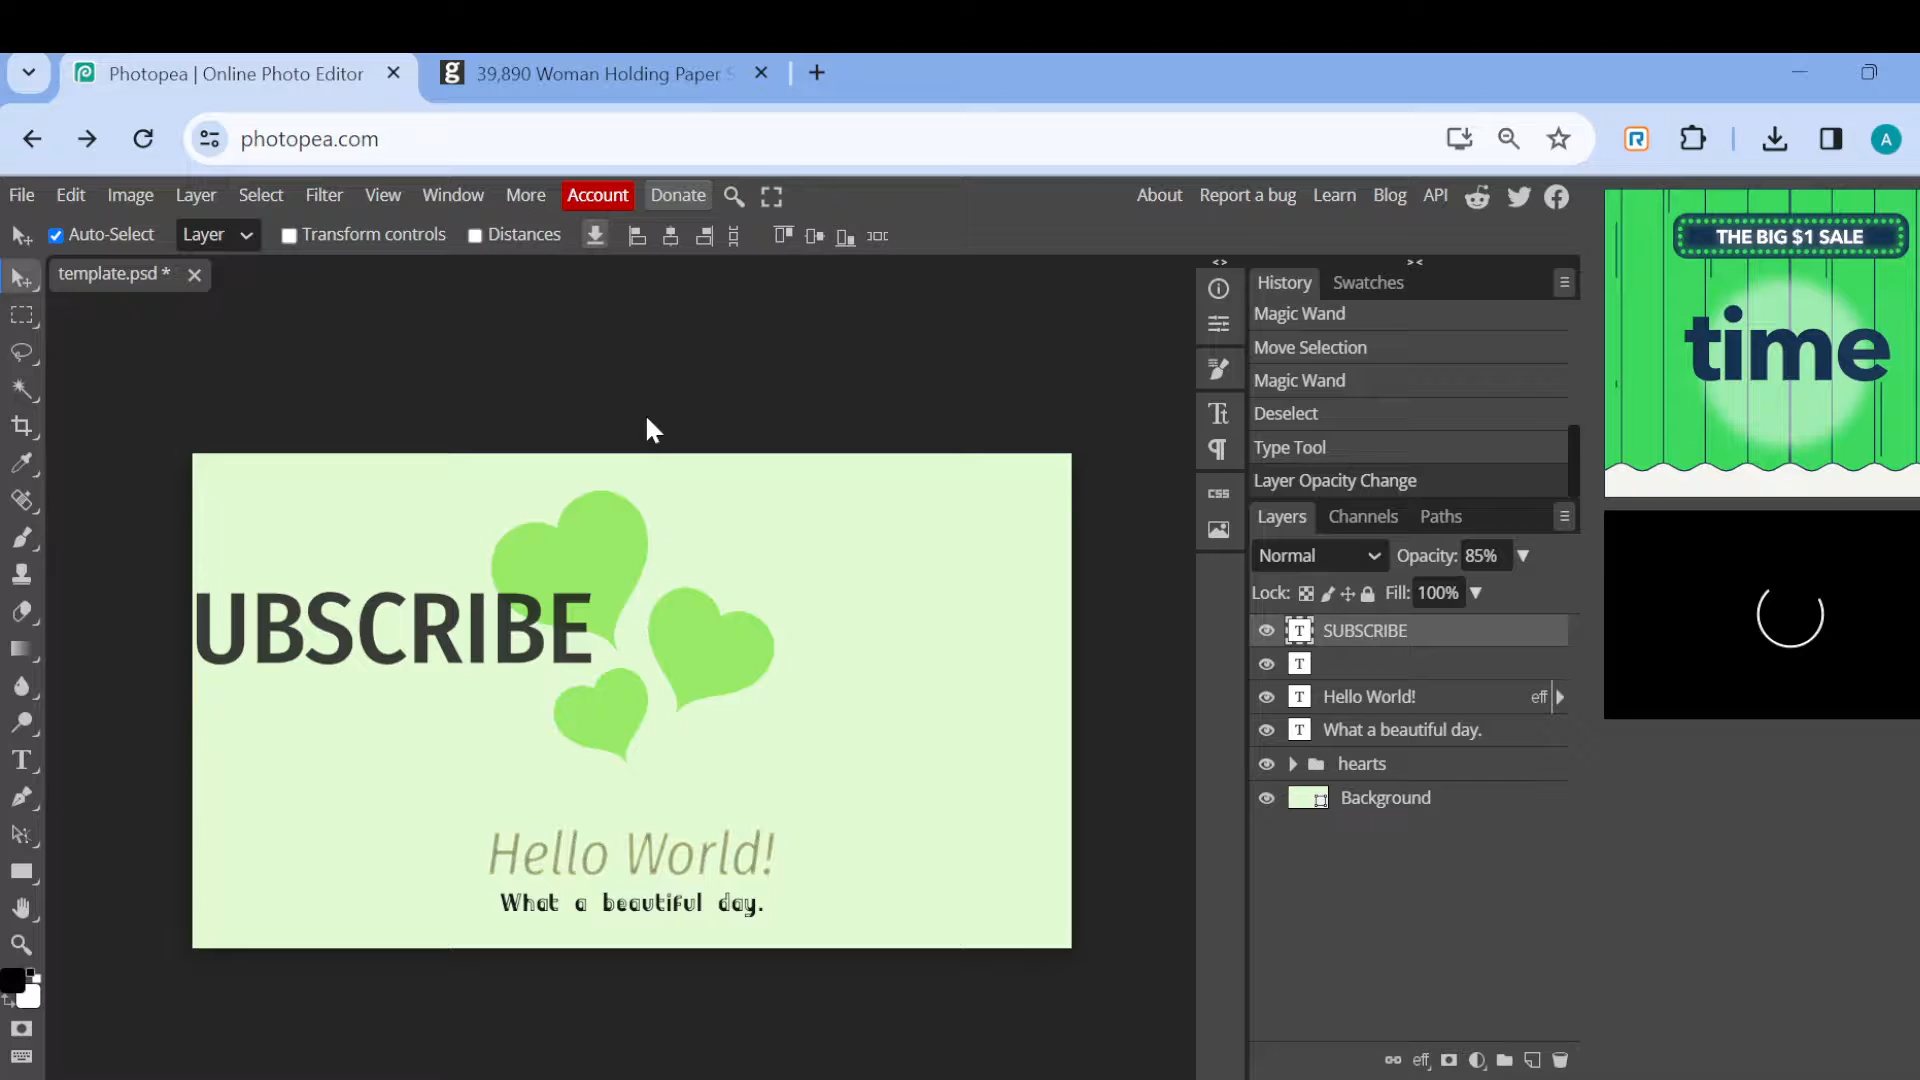 Photopea | Online Photo Editor
39,890 Woman Holding Paper S
photopea.com
A
File Edit Image Layer Select Filter View Window More Account Donate
About Report a bug Learn Blog API
Auto-Select Layer Transform controls Distances
template.psd *
History Swatches
Magic Wand
Move Selection
Magic Wand
Deselect
Type Tool
Layer Opacity Change
CSS
Layers Channels Paths
Normal Opacity: 85%
Lock: Fill: 100%
T SUBSCRIBE
T
T Hello World! eff
T What a beautiful day.
hearts
Background
eff
UBSCRIBE
Hello World!
What a beautiful day.
THE BIG $1 SALE
time